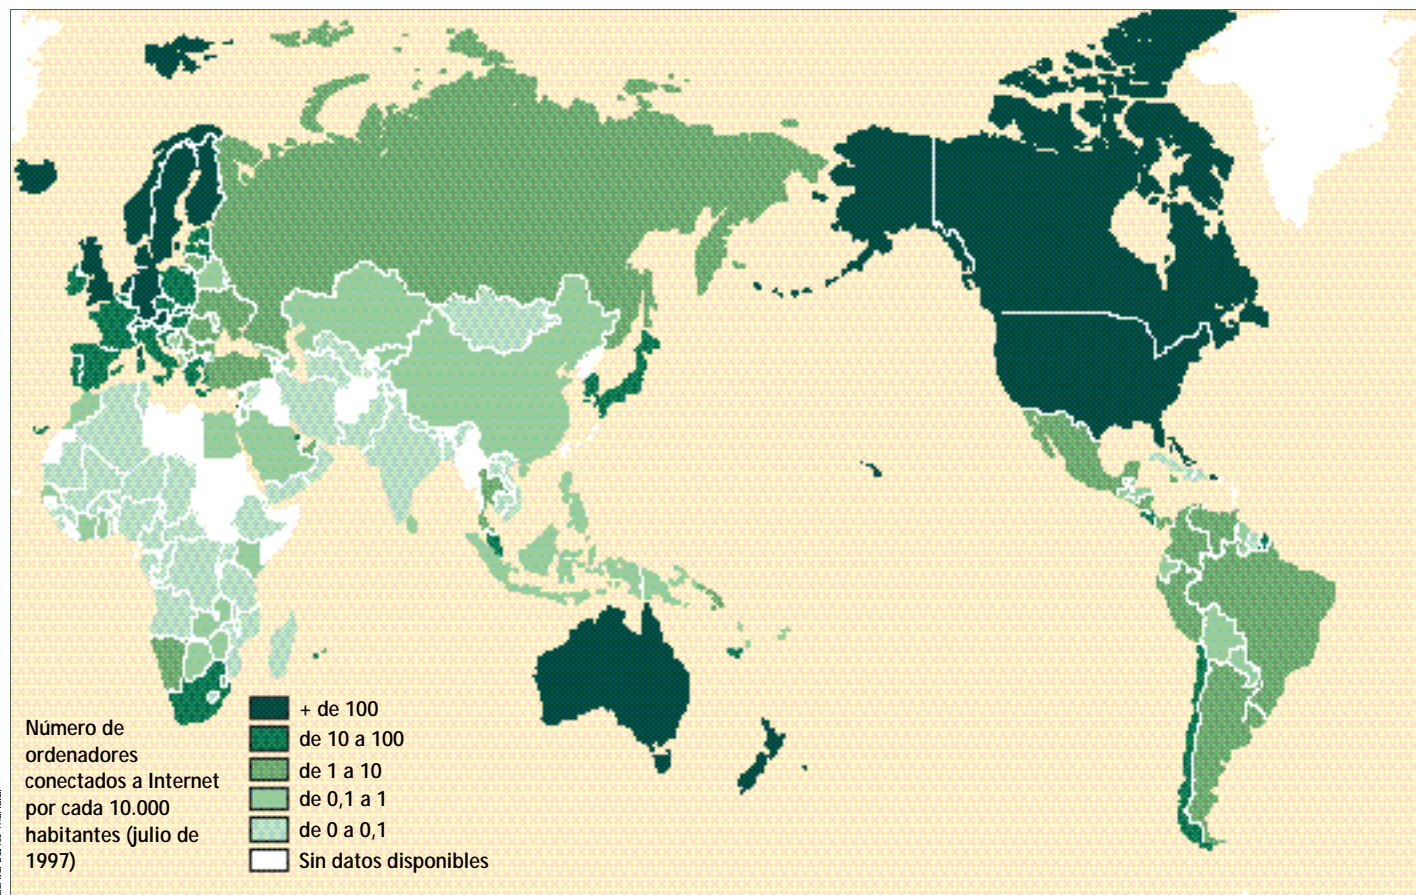 Número de
ordenadores
conectados a Internet
por cada 10.000
habitantes (julio de
1997)
+ de 100
de 10 a 100
de 1 a 10
de 0,1 a 1
de 0 a 0,1
Sin datos disponibles